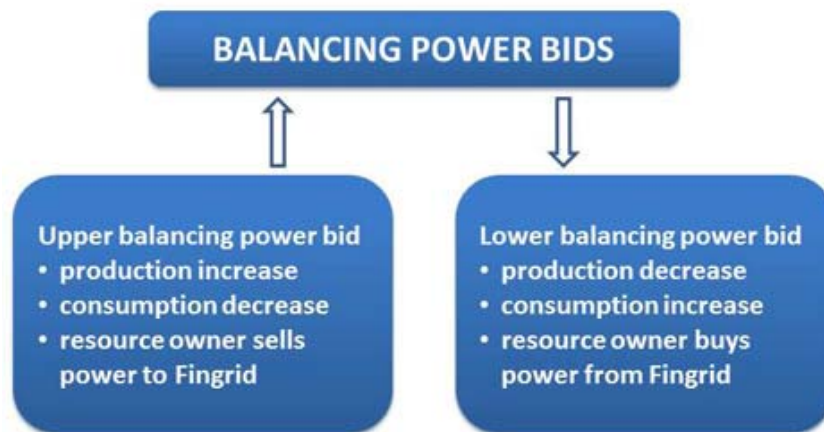 BALANCING POWER BIDS
Upper balancing power bid
• production increase
• consumption decrease
• resource owner sells
power to Fingrid
Lower balancing power bid
• production decrease
• consumption increase
• resource owner buys
power from Fingrid